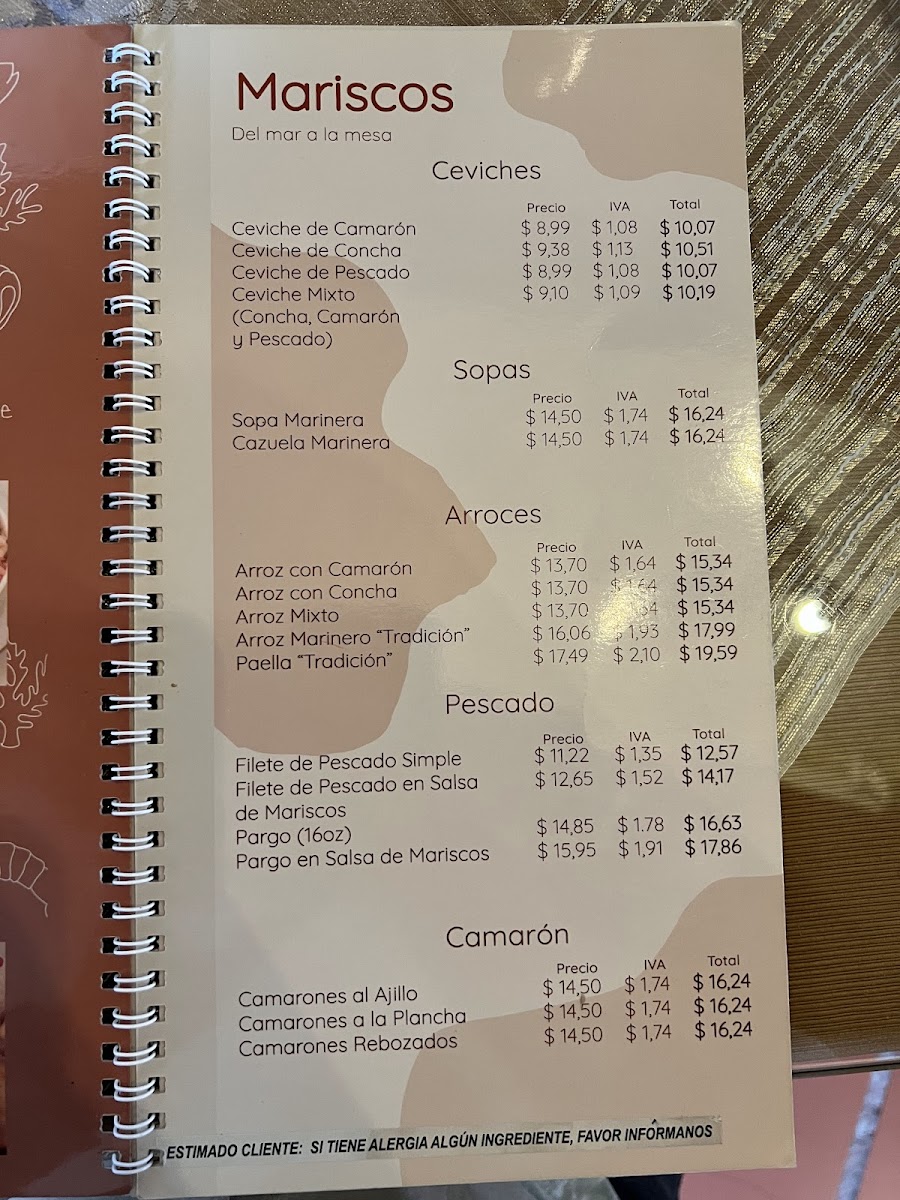 Mariscos
Del mar a la mesa
Ceviches
Precio IVA Total
Ceviche de Camarón $ 8,99 $ 1,08 $ 10,07
Ceviche de Concha $ 9,38 $ 1,13 $ 10,51
Ceviche de Pescado $ 8,99 $ 1,08 $ 10,07
Ceviche Mixto $ 9,10 $ 1,09 $ 10,19
(Concha, Camarón
y Pescado)
Sopas
Precio IVA Total
Sopa Marinera $ 14,50 $ 1,74 $ 16,24
Cazuela Marinera $ 14,50 $ 1,74 $ 16,24
Arroces
Precio IVA Total
Arroz con Camarón $ 13,70 $ 1,64 $ 15,34
Arroz con Concha $ 13,70 $ 1,64 $ 15,34
Arroz Mixto $ 13,70 $ 15,34
Arroz Marinero “Tradición” $ 16,06 $ 1,93 $ 17,99
Paella “Tradición” $ 17,49 $ 2,10 $ 19,59
Pescado
Precio IVA Total
Filete de Pescado Simple $ 11,22 $ 1,35 $ 12,57
Filete de Pescado en Salsa $ 12,65 $ 1,52 $ 14,17
de Mariscos
Pargo (16oz) $ 14,85 $ 1.78 $ 16,63
Pargo en Salsa de Mariscos $ 15,95 $ 1,91 $ 17,86
Camarón
Precio IVA Total
Camarones al Ajillo $ 14,50 $ 1,74 $ 16,24
Camarones a la Plancha $ 14,50 $ 1,74 $ 16,24
Camarones Rebozados $ 14,50 $ 1,74 $ 16,24
ESTIMADO CLIENTE: SI TIENE ALERGIA ALGÚN INGREDIENTE, FAVOR INFÓRMANOS